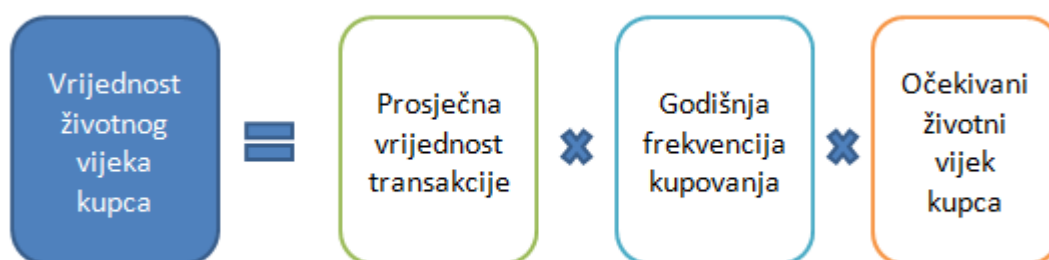 Vrijednost
životnog
vijeka
kupca
=
Prosječna
vrijednost
transakcije
×
Godišnja
frekvencija
kupovanja
×
Očekivani
životni
vijek
kupca